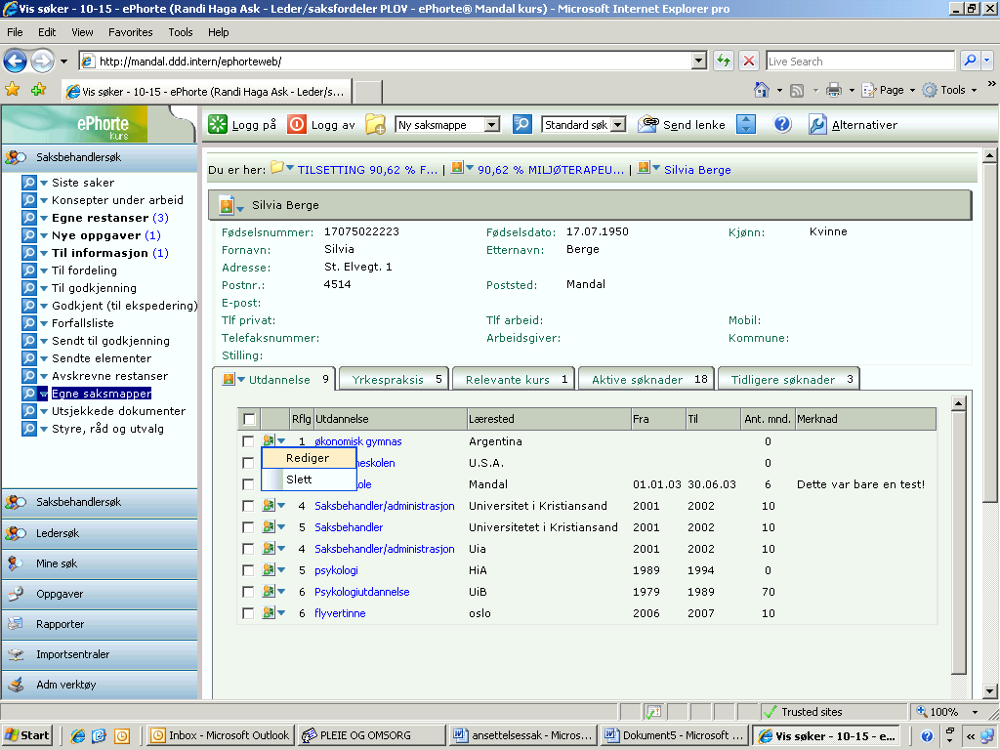 Vis søker - 10-15 - ePhorte (Randi Haga Ask - Leder/saksfordeler PLOV - ePhorte® Mandal kurs) - Microsoft Internet Explorer pro
File Edit View Favorites Tools Help
http://mandal.ddd.intern/ephorteweb/ Live Search
Vis søker - 10-15 - ePhorte (Randi Haga Ask - Leder/s... Page Tools »
ePhorte
Kurs
Logg på Logg av Ny saksmappe Standard søk Send lenke Alternativer
Saksbehandlersøk
Siste saker
Konsepter under arbeid
Egne restanser (3)
Nye oppgaver (1)
Til informasjon (1)
Til fordeling
Til godkjenning
Godkjent (til ekspedering)
Forfallsliste
Sendt til godkjenning
Sendte elementer
Avskrevne restanser
Egne saksmapper
Utsjekkede dokumenter
Styre, råd og utvalg
Saksbehandlersøk
Ledersøk
Mine søk
Oppgaver
Rapporter
Importsentraler
Adm verktøy
Du er her: TILSETTING 90,62 % F... | 90,62 % MILJØTERAPEU... | Silvia Berge
Silvia Berge
Fødselsnummer: 17075022223 Fødselsdato: 17.07.1950 Kjønn: Kvinne
Fornavn: Silvia Etternavn: Berge
Adresse: St. Elvegt. 1
Postnr.: 4514 Poststed: Mandal
E-post:
Tlf privat: Tlf arbeid: Mobil:
Telefaksnummer: Arbeidsgiver: Kommune:
Stilling:
Utdannelse 9 Yrkespraksis 5 Relevante kurs 1 Aktive søknader 18 Tidligere søknader 3
Rflg Utdannelse Lærested Fra Til Ant. mnd. Merknad
1 økonomisk gymnas Argentina 0
neskolen U.S.A. 0
ole Mandal 01.01.03 30.06.03 6 Dette var bare en test!
Rediger
Slett
4 Saksbehandler/administrasjon Universitet i Kristiansand 2001 2002 10
5 Saksbehandler Universitetet i Kristiansand 2001 2002 10
4 Saksbehandler/administrasjon Uia 2001 2002 10
5 psykologi HiA 1989 1994 0
6 Psykologiutdannelse UiB 1979 1989 70
6 flyvertinne oslo 2006 2007 10
Trusted sites 100%
Start Inbox - Microsoft Outlook PLEIE OG OMSORG ansettelsessak - Micros... Dokument5 - Microsoft ... Vis søker - 10-15 - e... «